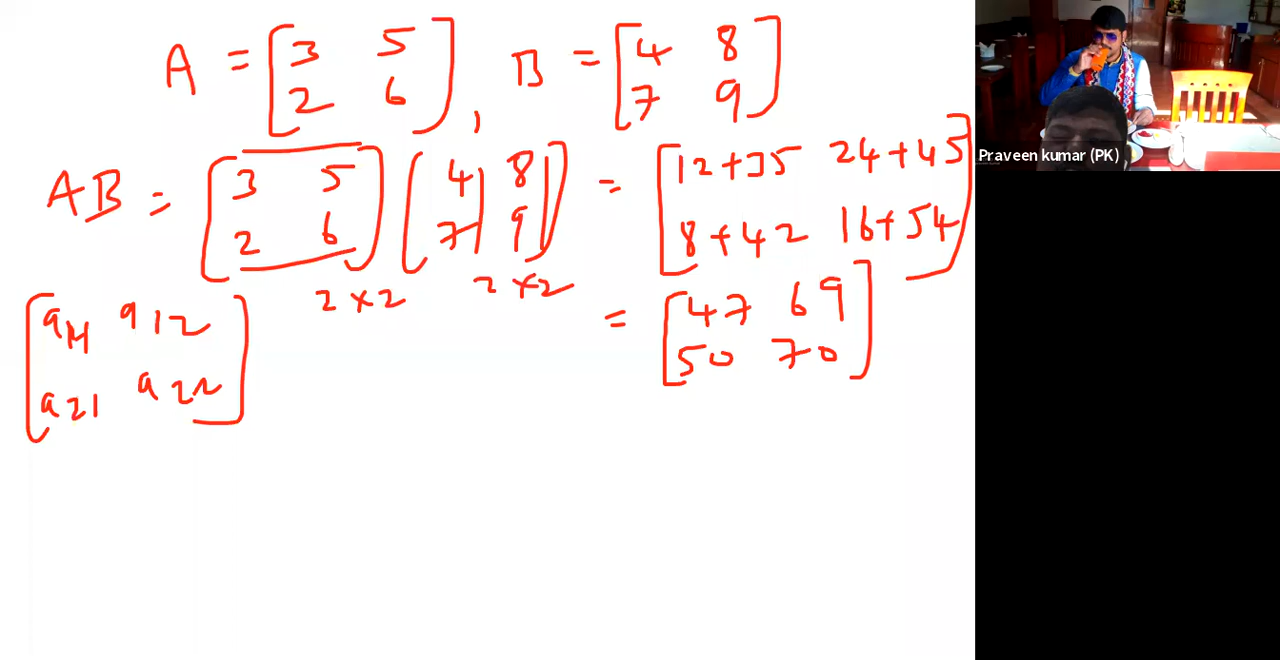 A = [3 5
2 6], B = [4 8
7 9]
AB = [3 5
2 6] [4 8
7 9] = [12+35 24+45
8+42 16+54]
2×2 2×2
= [47 69
50 70]
[a11 a12
a21 a22]
Praveen kumar (PK)